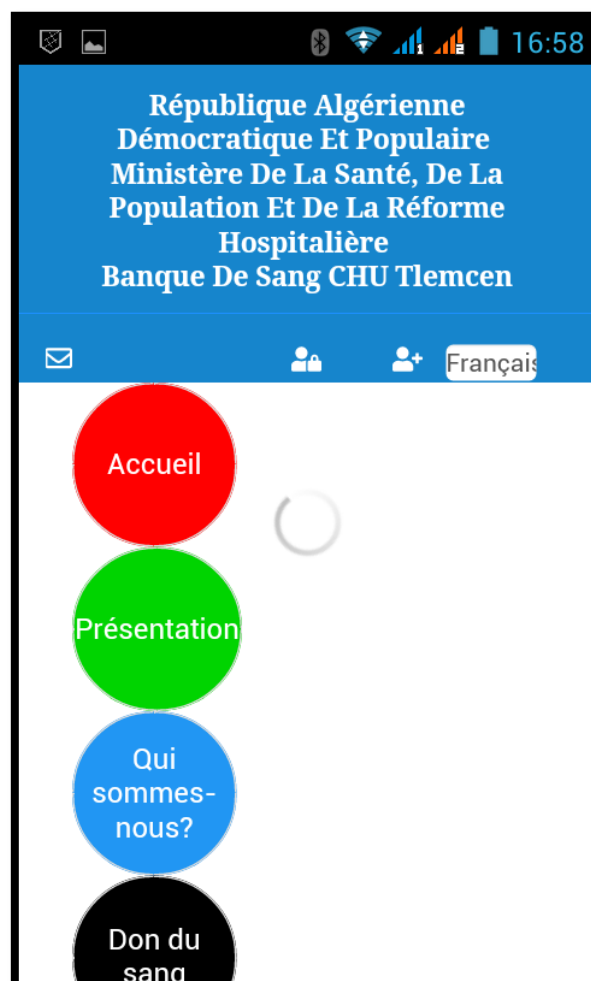 16:58
République Algérienne
Démocratique Et Populaire
Ministère De La Santé, De La
Population Et De La Réforme
Hospitalière
Banque De Sang CHU Tlemcen
Français
Accueil
Présentation
Qui
sommes-
nous?
Don du
sang